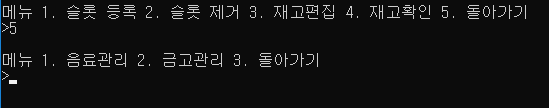 메뉴 1. 슬롯 등록 2. 슬롯 제거 3. 재고편집 4. 재고확인 5. 돌아가기
>5
메뉴 1. 음료관리 2. 금고관리 3. 돌아가기
>